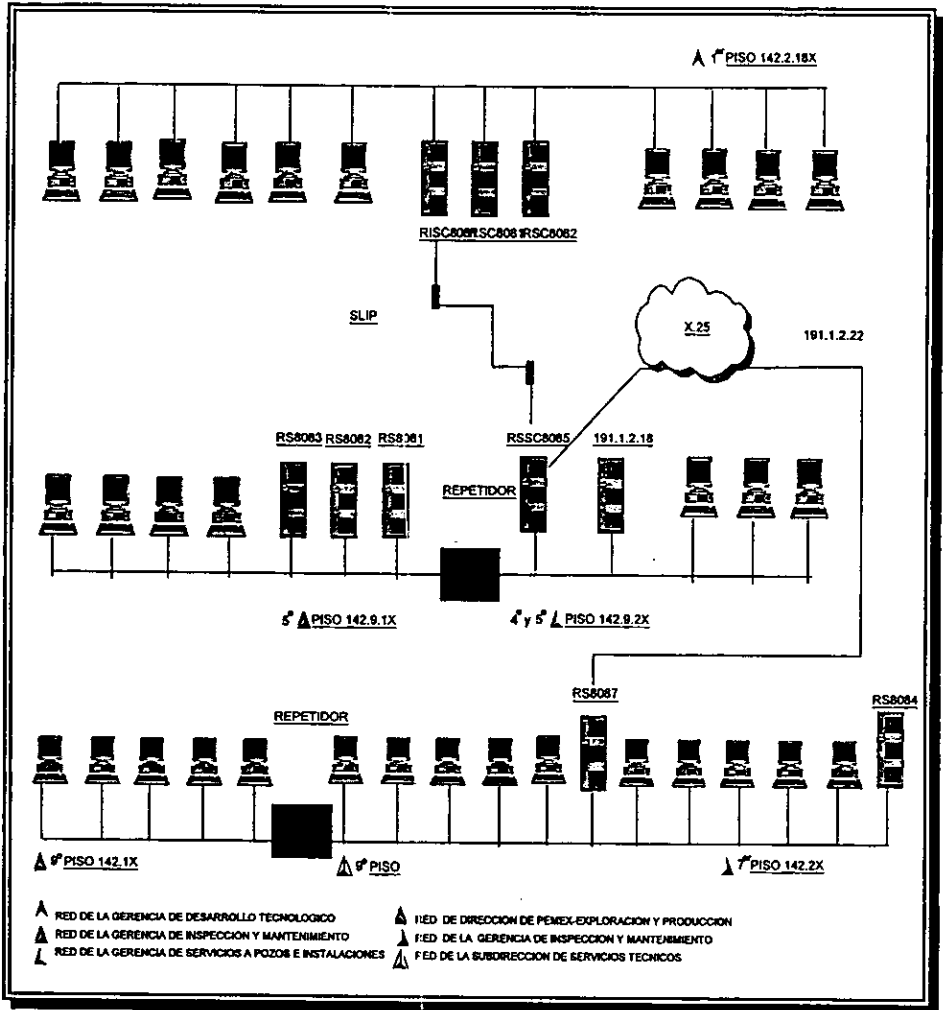 1er PISO 142.2.18X
RISC8081 RSC8081 RSC8082
SLIP
X.25
191.1.2.22
RS8083 RS8082 RS8081
RSSC8085
191.1.2.18
REPETIDOR
5° PISO 142.9.1X
4° y 5° PISO 142.9.2X
RS8087
RS8084
REPETIDOR
9° PISO 142.1X
9° PISO
PISO 142.2X
RED DE LA GERENCIA DE DESARROLLO TECNOLOGICO
RED DE LA GERENCIA DE INSPECCION Y MANTENIMIENTO
RED DE LA GERENCIA DE SERVICIOS A POZOS E INSTALACIONES
RED DE DIRECCION DE PEMEX-EXPLORACION Y PRODUCCION
RED DE LA GERENCIA DE INSPECCION Y MANTENIMIENTO
RED DE LA SUBDIRECCION DE SERVICIOS TECNICOS